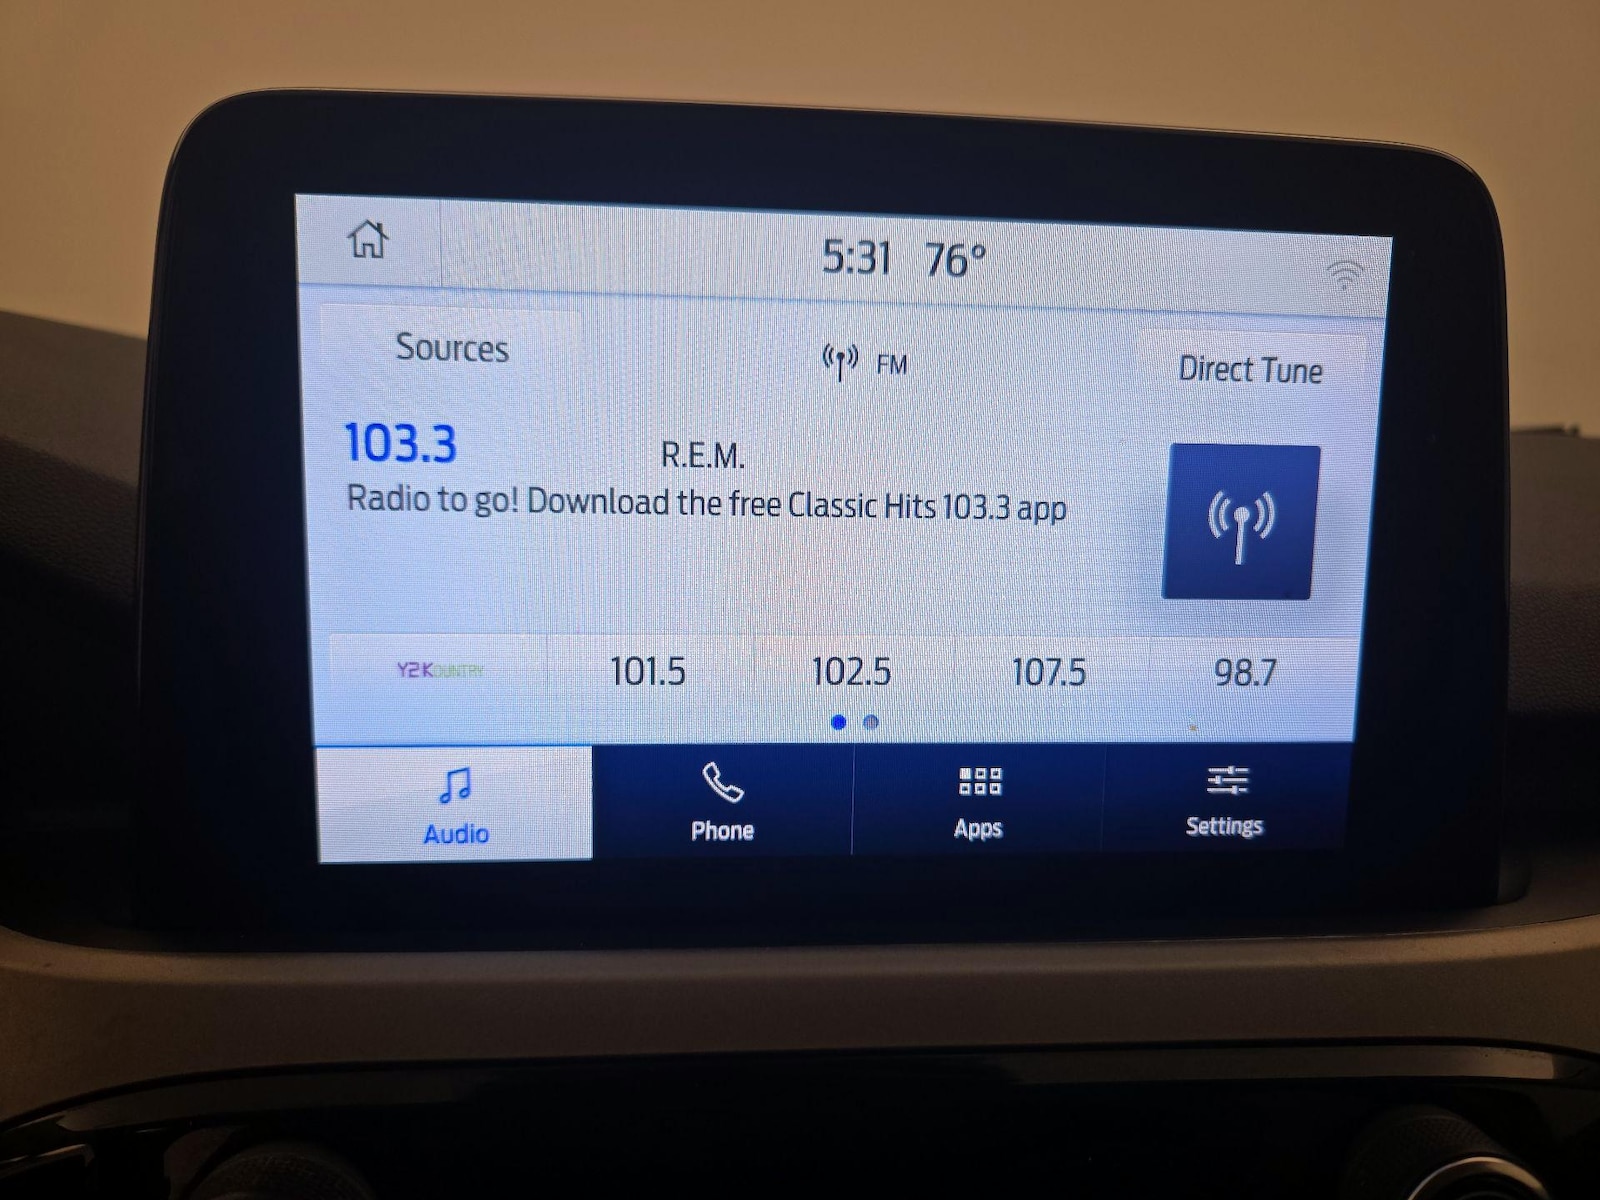 5:31 76°
Sources FM Direct Tune
103.3 R.E.M.
Radio to go! Download the free Classic Hits 103.3 app
Y2KOUNTRY 101.5 102.5 107.5 98.7
Audio Phone Apps Settings